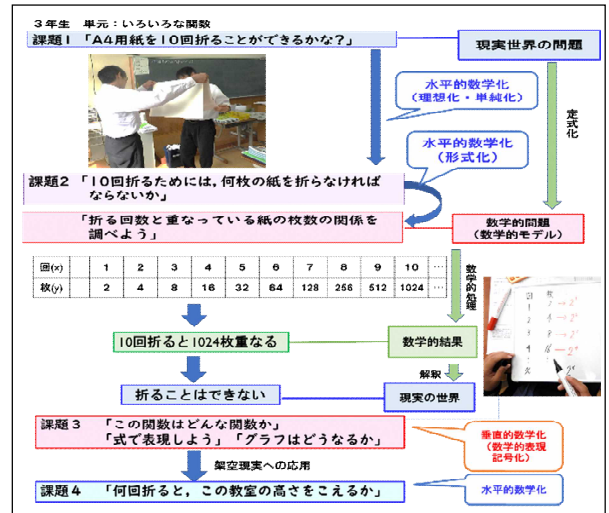 3年生 単元：いろいろな関数
課題1 「A4用紙を10回折ることができるかな？」
現実世界の問題
水平的数学化
（理想化・単純化）
定式化
水平的数学化
（形式化）
課題2 「10回折るためには，何枚の紙を折らなければ
ならないか」
「折る回数と重なっている紙の枚数の関係を
調べよう」
数学的問題
（数学的モデル）
回(x) 1 2 3 4 5 6 7 8 9 10 …
枚(y) 2 4 8 16 32 64 128 256 512 1024 …
数学的処理
10回折ると1024枚重なる
数学的結果
解釈
折ることはできない
現実の世界
課題3 「この関数はどんな関数か」
「式で表現しよう」「グラフはどうなるか」
垂直的数学化
（数学的表現
記号化）
架空現実への応用
課題4 「何回折ると，この教室の高さをこえるか」
水平的数学化